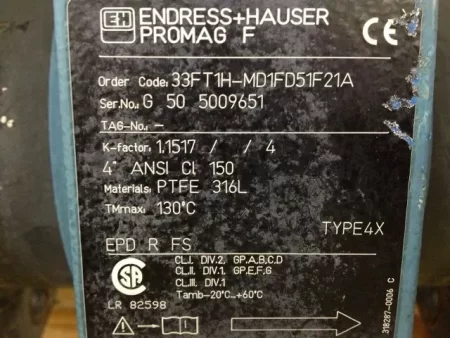 EH ENDRESS+HAUSER
PROMAG F
CE
Order Code: 33FT1H-MD1FD51F21A
Ser.No.: G 50 5009651
TAG-No.: -
K-factor: 1.1517 / / 4
4" ANSI Cl 150
Materials: PTFE 316L
TMmax: 130°C
TYPE4X
EPD R FS
CL.I. DIV.2. GP.A,B,C,D
CL.II. DIV.1. GP.E,F,G
CL.III. DIV.1
Tamb-20°C...+60°C
SA
LR 82598
318287-0006 C